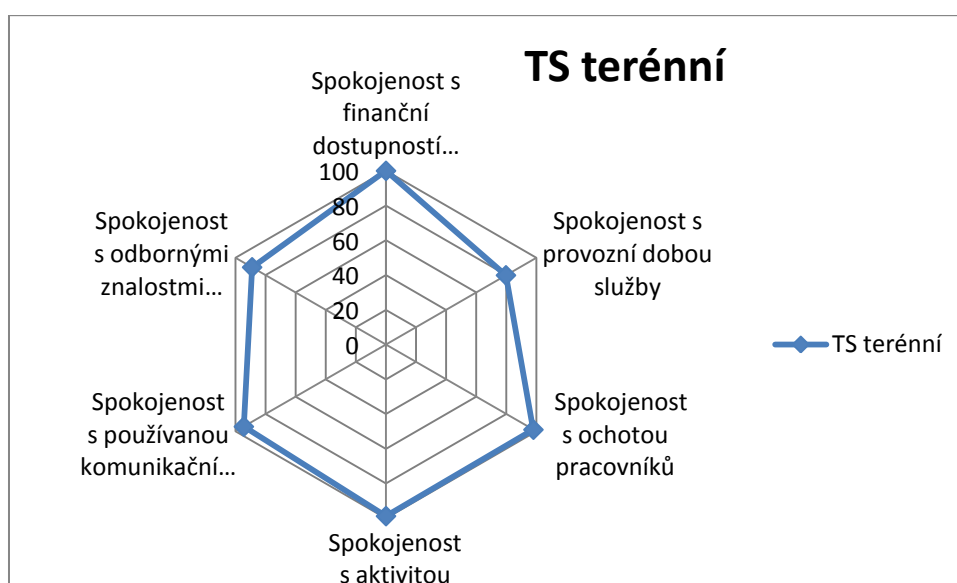 TS terénní
Spokojenost s
finanční
dostupností...
100
80
60
40
20
0
Spokojenost s
provozní dobou
služby
Spokojenost
s ochotou
pracovníků
Spokojenost
s aktivitou
Spokojenost
s používanou
komunikační...
Spokojenost
s odbornými
znalostmi...
TS terénní